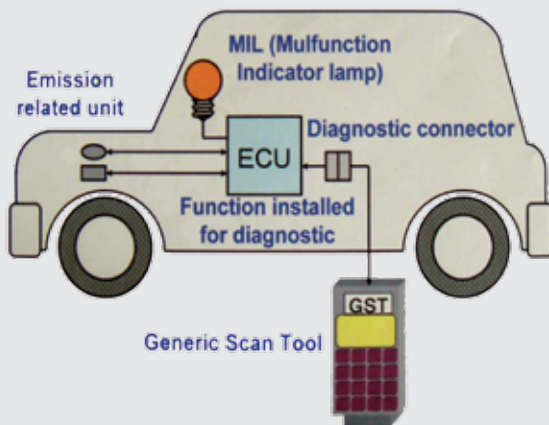 MIL (Mulfunction
Indicator lamp)
Emission
related unit
Diagnostic connector
ECU
Function installed
for diagnostic
GST
Generic Scan Tool